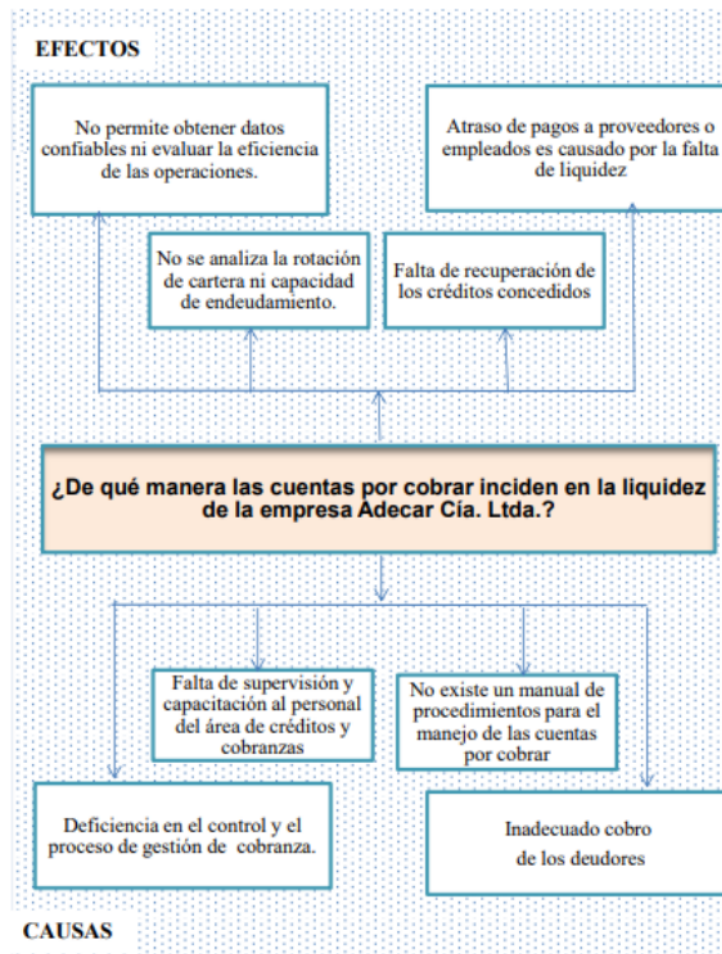 EFECTOS
No permite obtener datos
confiables ni evaluar la eficiencia
de las operaciones.
Atraso de pagos a proveedores o
empleados es causado por la falta
de liquidez
No se analiza la rotación
de cartera ni capacidad
de endeudamiento.
Falta de recuperación de
los créditos concedidos
¿De qué manera las cuentas por cobrar inciden en la liquidez
de la empresa Adecar Cía. Ltda.?
Falta de supervisión y
capacitación al personal
del área de créditos y
cobranzas
No existe un manual de
procedimientos para el
manejo de las cuentas
por cobrar
Deficiencia en el control y el
proceso de gestión de cobranza.
Inadecuado cobro
de los deudores
CAUSAS